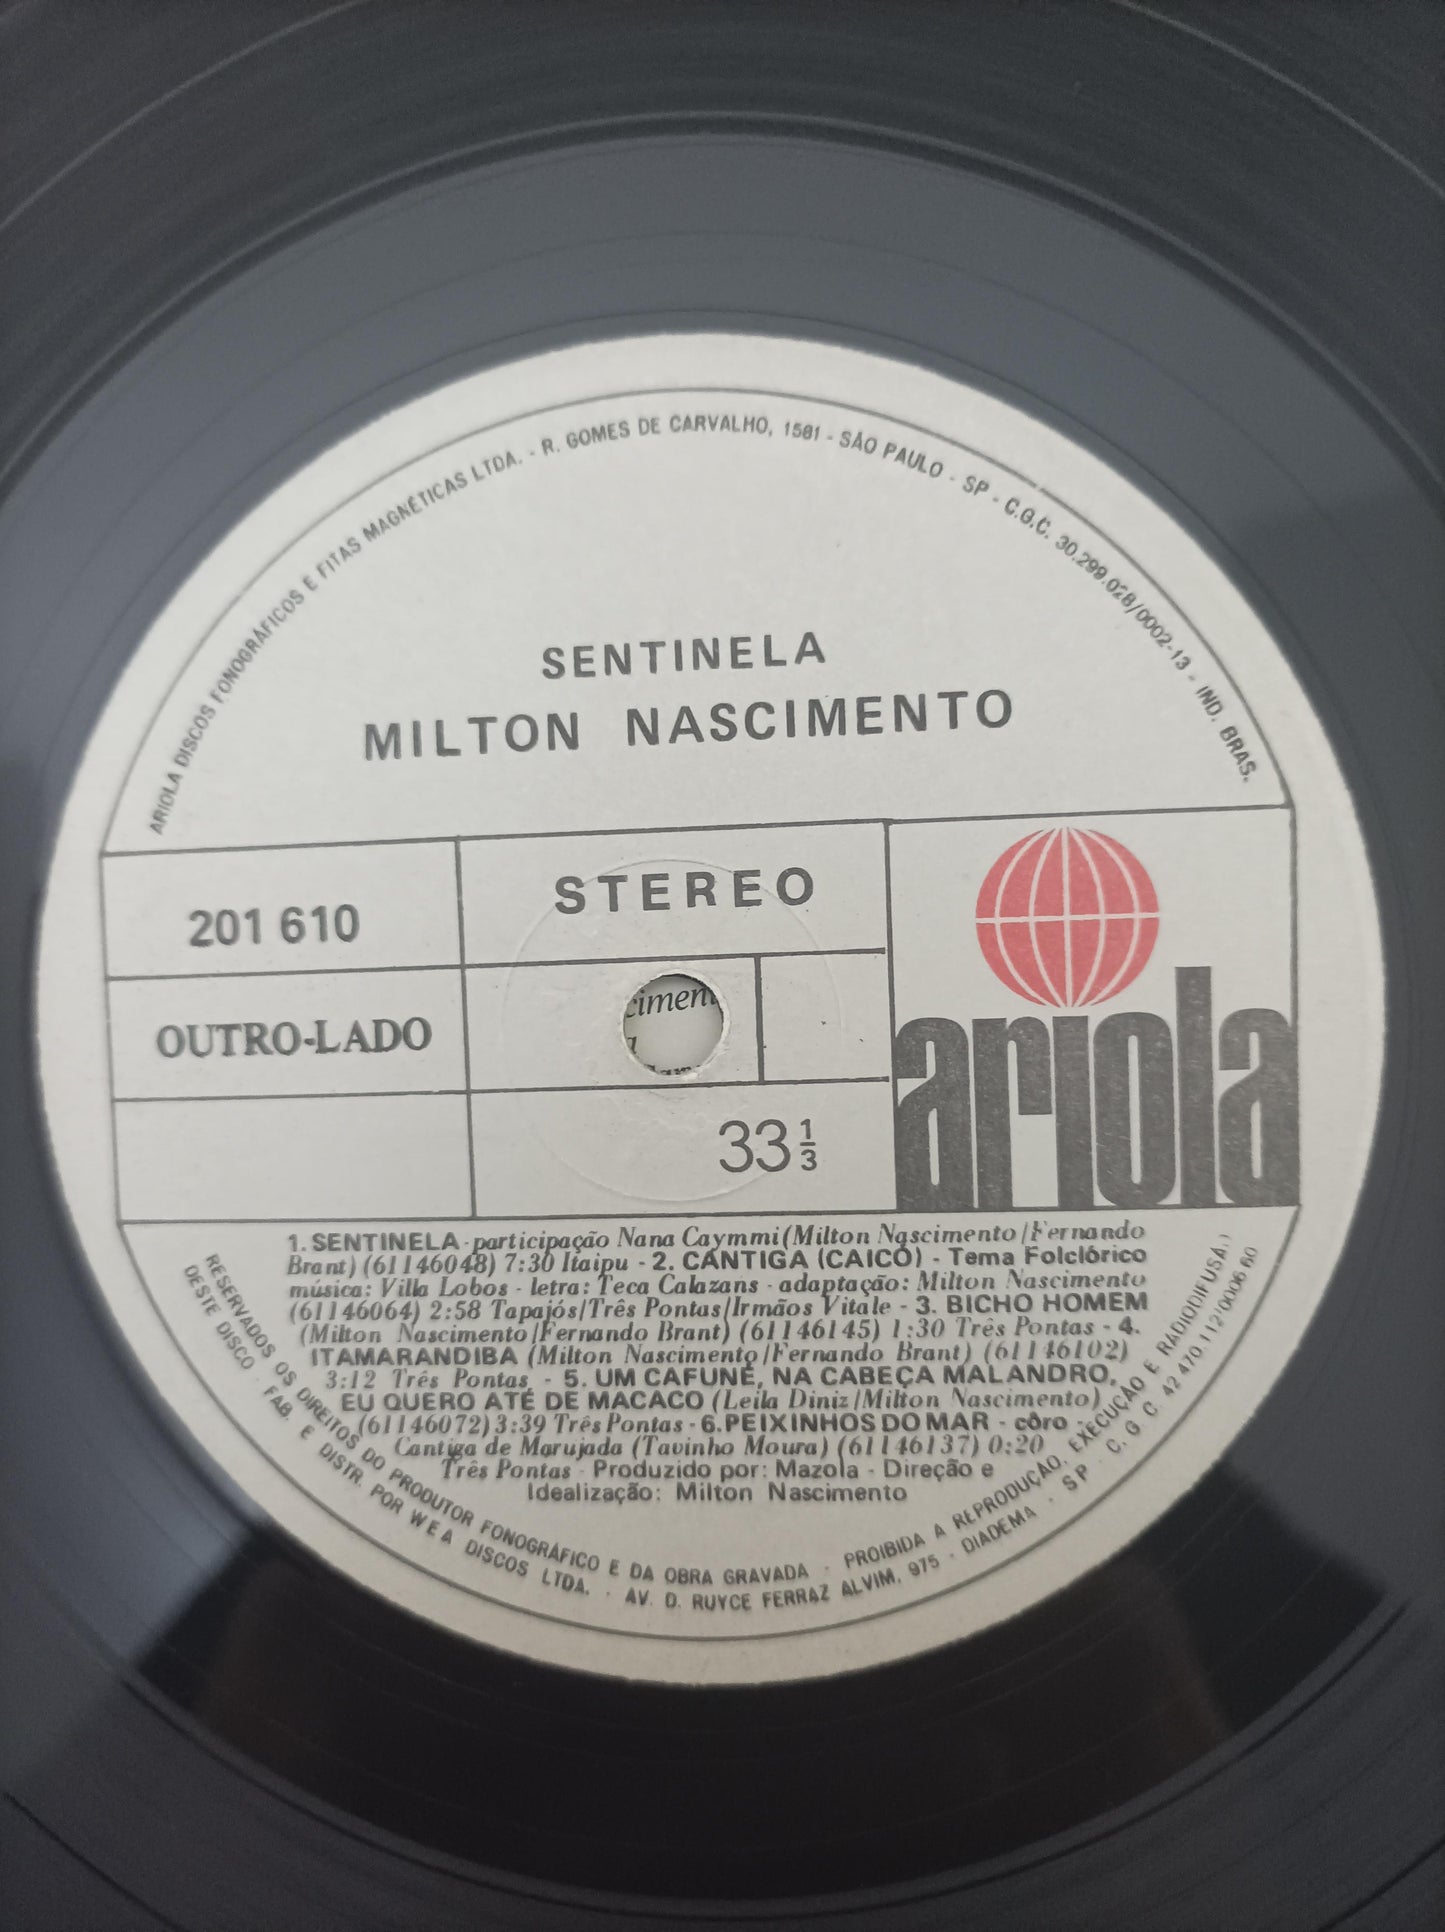 ARIOLA DISCOS FONOGRÁFICOS E FITAS MAGNÉTICAS LTDA. - R. GOMES DE CARVALHO, 1581 - SÃO PAULO - SP - C.G.C. 30.299.028/0002-13 - IND. BRAS.
SENTINELA
MILTON NASCIMENTO
201 610
STEREO
OUTRO-LADO
33 1/3
ariola
1. SENTINELA - participação Nana Caymmi (Milton Nascimento/Fernando
Brant) (61146048) 7:30 Itaipu - 2. CANTIGA (CAICÓ) - Tema Folclórico
música: Villa Lobos - letra: Teca Calazans - adaptação: Milton Nascimento
(61146064) 2:58 Tapajós/Três Pontas/Irmãos Vitale - 3. BICHO HOMEM
(Milton Nascimento/Fernando Brant) (61146145) 1:30 Três Pontas - 4.
ITAMARANDIBA (Milton Nascimento/Fernando Brant) (61146102)
3:12 Três Pontas - 5. UM CAFUNÉ, NA CABEÇA MALANDRO,
EU QUERO ATÉ DE MACACO (Leila Diniz/Milton Nascimento)
(61146072) 3:39 Três Pontas - 6. PEIXINHOS DO MAR - côro -
Cantiga de Marujada (Tavinho Moura) (61146137) 0:20
Três Pontas - Produzido por: Mazola - Direção e
Idealização: Milton Nascimento
RESERVADOS OS DIREITOS DO PRODUTOR FONOGRÁFICO E DA OBRA GRAVADA · PROIBIDA A REPRODUÇÃO, EXECUÇÃO E RADIODIFUSÃO
DESTE DISCO · FAB. E DISTR. POR WEA DISCOS LTDA. · AV. D. RUYCE FERRAZ ALVIM, 975 · DIADEMA · SP · C. G. C. 42 470.112/0006 60